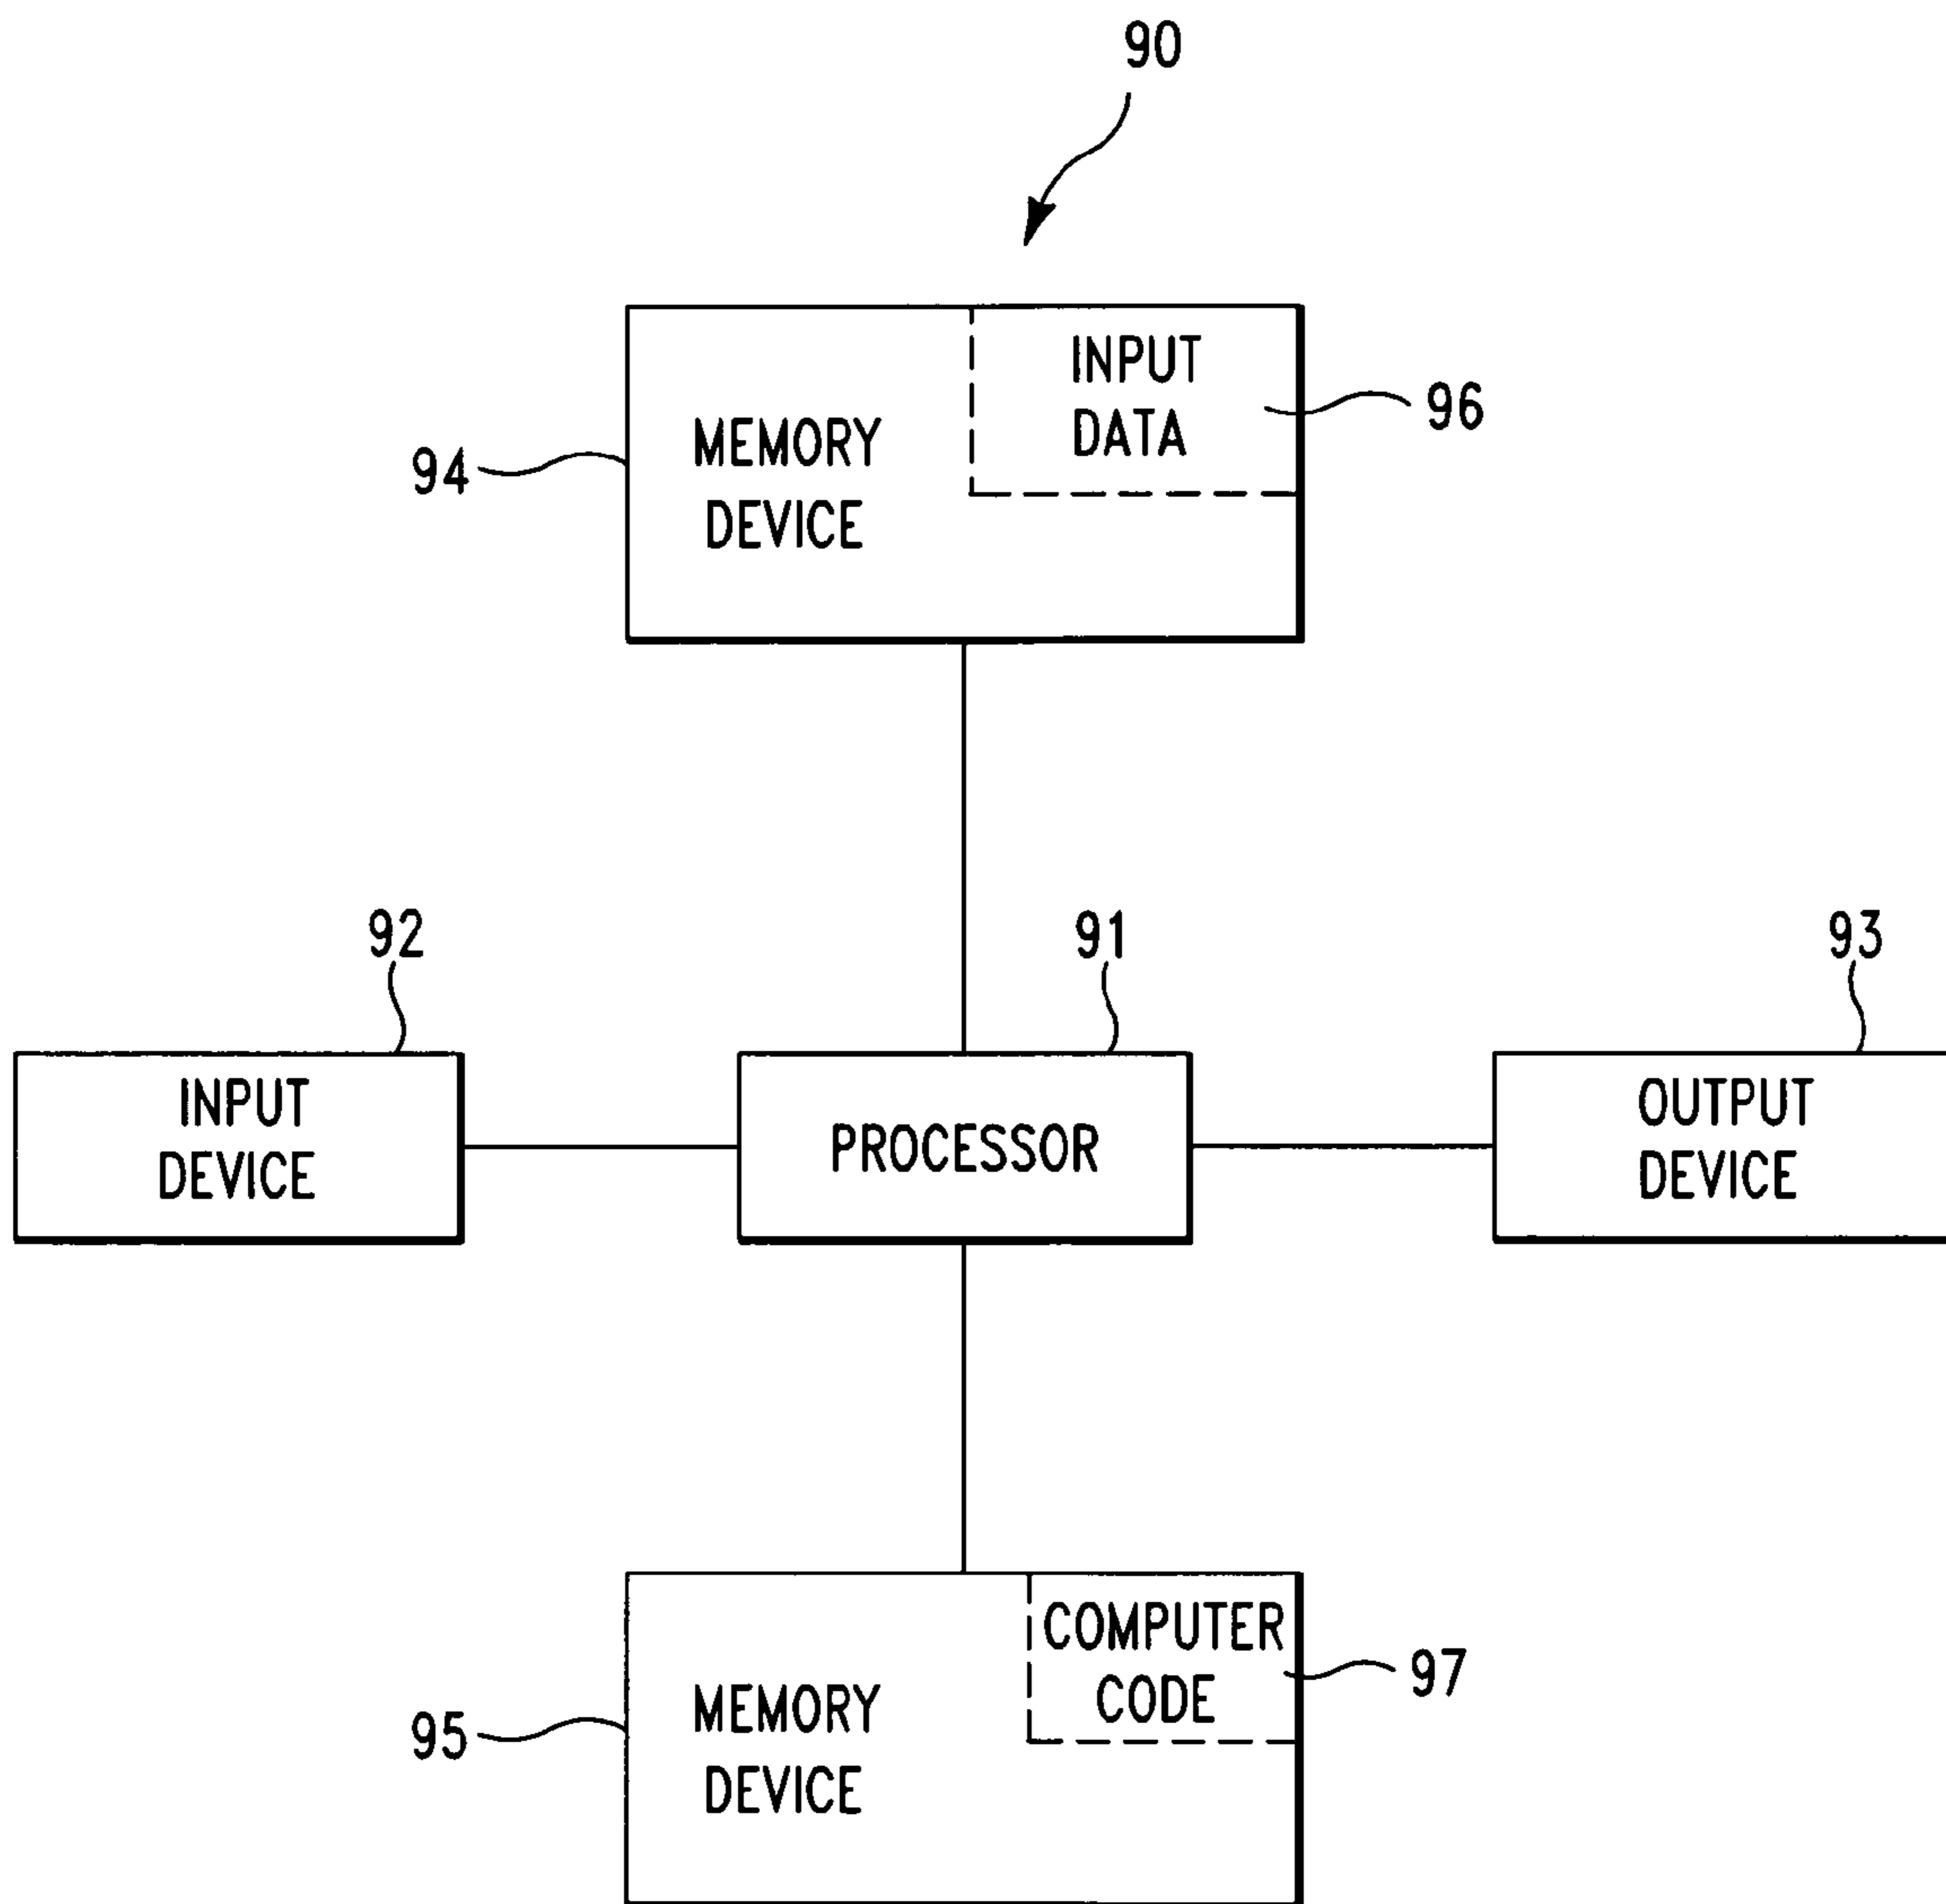 90
INPUT
DATA
96
MEMORY
DEVICE
94
92
91
93
INPUT
DEVICE
PROCESSOR
OUTPUT
DEVICE
COMPUTER
CODE
97
MEMORY
DEVICE
95